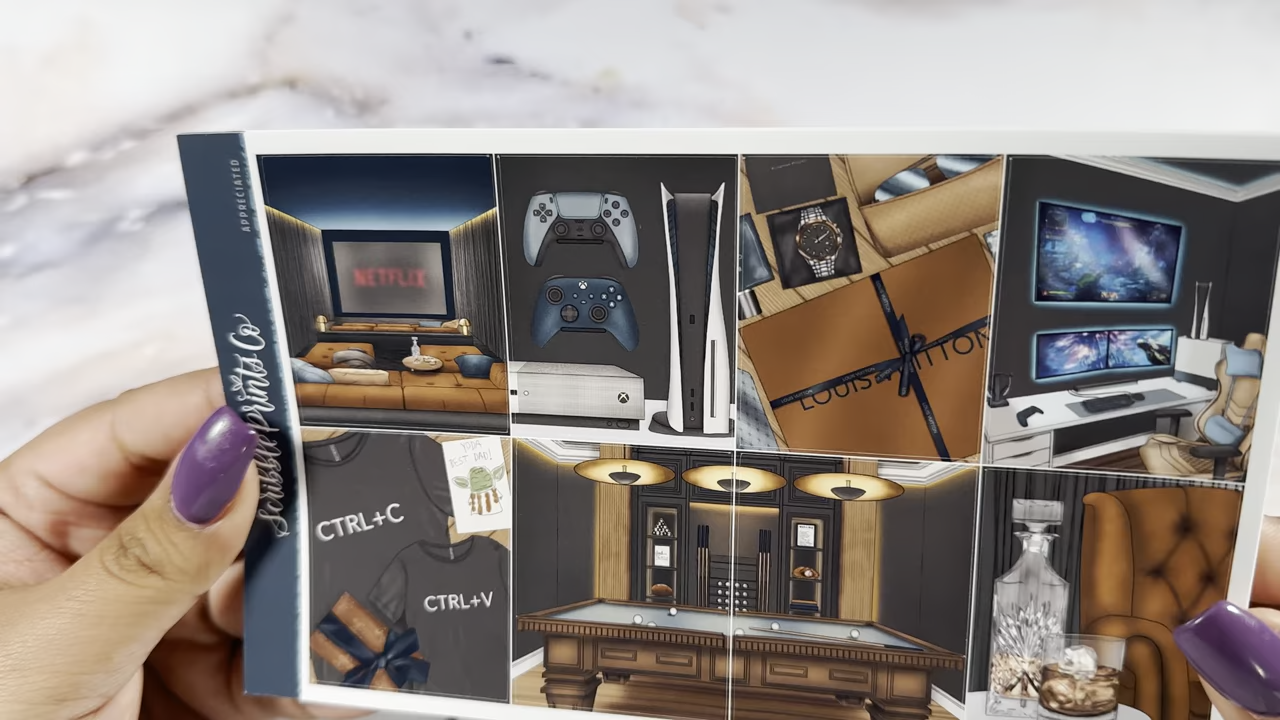 APPRECIATED
Scribble Prints Co
NETFLIX
LOUIS VUITTON
CTRL+C
YODA
BEST DAD!
CTRL+V